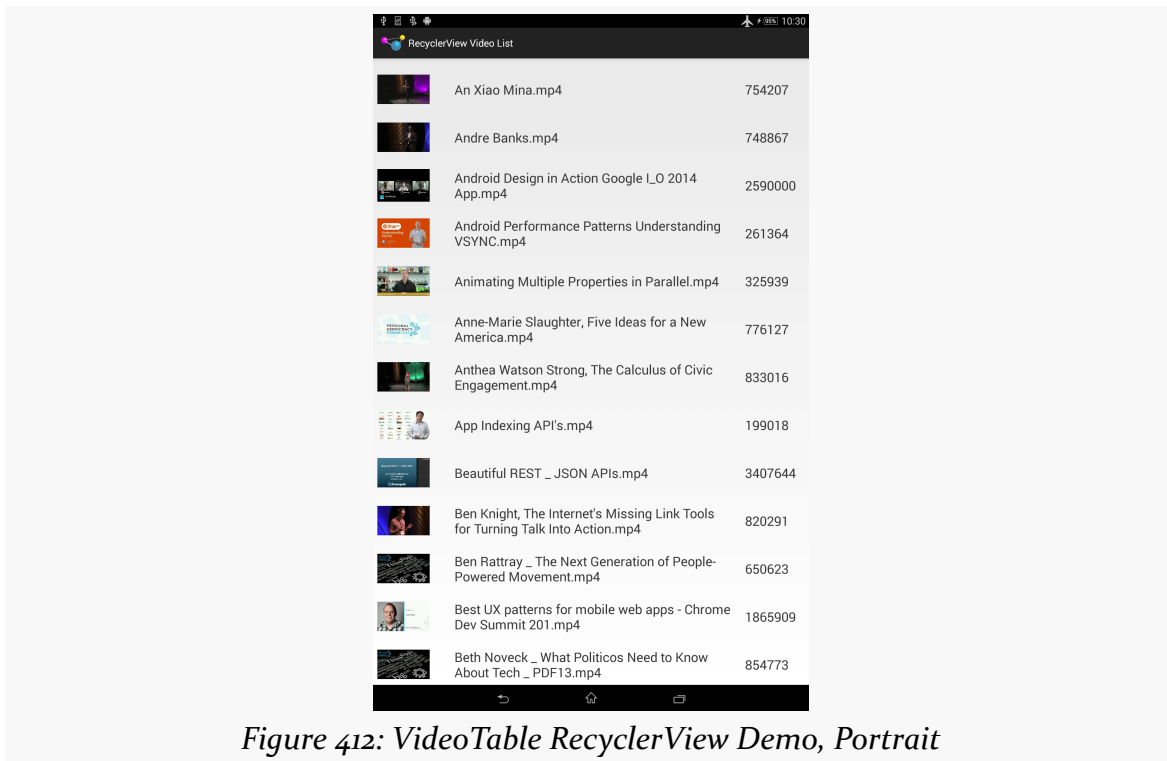 95% 10:30
RecyclerView Video List
An Xiao Mina.mp4 754207
Andre Banks.mp4 748867
Android Design in Action Google I_O 2014
App.mp4 2590000
Android Performance Patterns Understanding
VSYNC.mp4 261364
Animating Multiple Properties in Parallel.mp4 325939
Anne-Marie Slaughter, Five Ideas for a New
America.mp4 776127
Anthea Watson Strong, The Calculus of Civic
Engagement.mp4 833016
App Indexing API's.mp4 199018
Beautiful REST _ JSON APIs.mp4 3407644
Ben Knight, The Internet's Missing Link Tools
for Turning Talk Into Action.mp4 820291
Ben Rattray _ The Next Generation of People-
Powered Movement.mp4 650623
Best UX patterns for mobile web apps - Chrome
Dev Summit 201.mp4 1865909
Beth Noveck _ What Politicos Need to Know
About Tech _ PDF13.mp4 854773
Figure 412: VideoTable RecyclerView Demo, Portrait